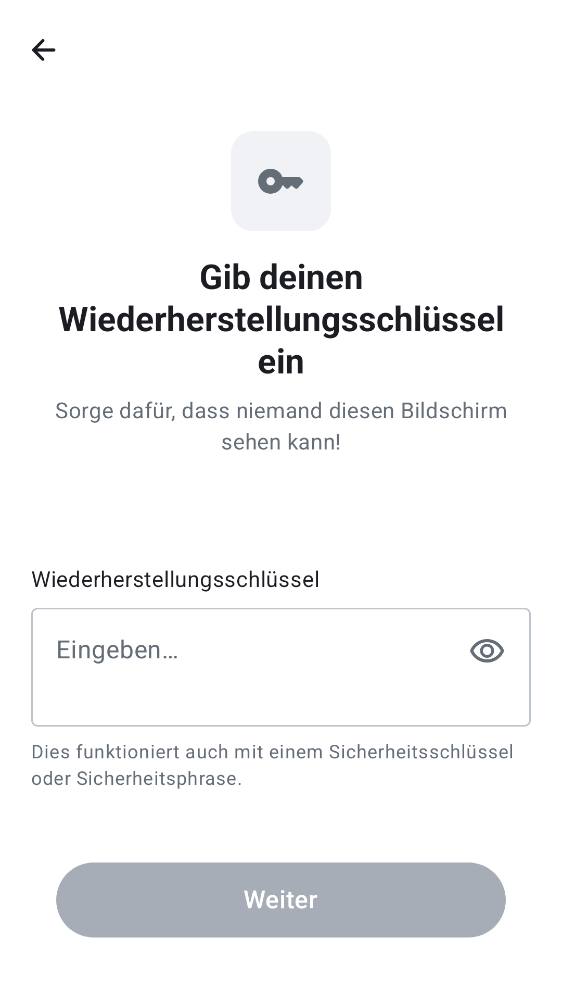 Gib deinen
Wiederherstellungsschlüssel
ein
Sorge dafür, dass niemand diesen Bildschirm
sehen kann!
Wiederherstellungsschlüssel
Eingeben…
Dies funktioniert auch mit einem Sicherheitsschlüssel
oder Sicherheitsphrase.
Weiter